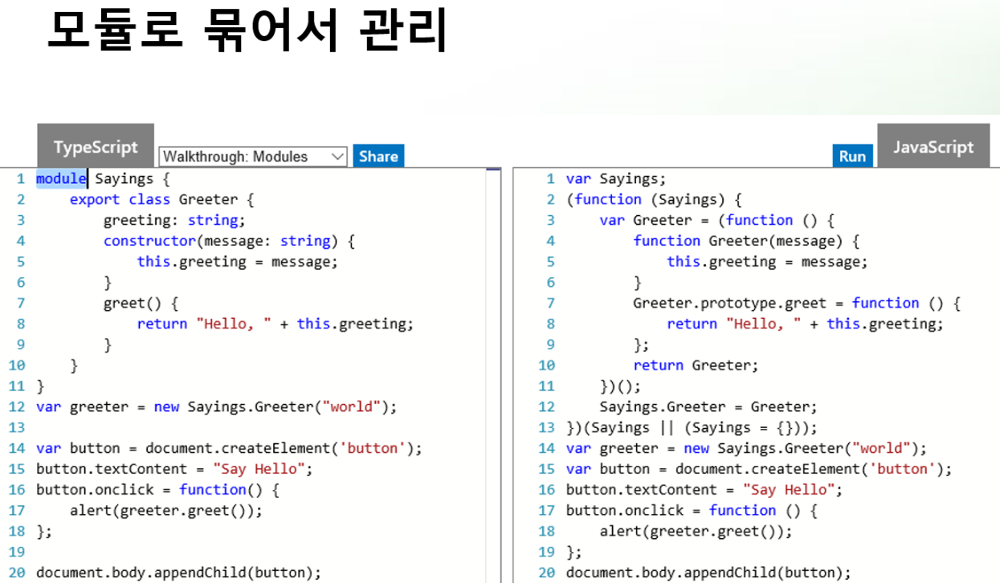 모듈로 묶어서 관리
TypeScript
Walkthrough: Modules
Share
1 module Sayings {
2     export class Greeter {
3         greeting: string;
4         constructor(message: string) {
5             this.greeting = message;
6         }
7         greet() {
8             return "Hello, " + this.greeting;
9         }
10     }
11 }
12 var greeter = new Sayings.Greeter("world");
13
14 var button = document.createElement('button');
15 button.textContent = "Say Hello";
16 button.onclick = function() {
17     alert(greeter.greet());
18 };
19
20 document.body.appendChild(button);
Run
JavaScript
1 var Sayings;
2 (function (Sayings) {
3     var Greeter = (function () {
4         function Greeter(message) {
5             this.greeting = message;
6         }
7         Greeter.prototype.greet = function () {
8             return "Hello, " + this.greeting;
9         };
10         return Greeter;
11     })();
12     Sayings.Greeter = Greeter;
13 })(Sayings || (Sayings = {}));
14 var greeter = new Sayings.Greeter("world");
15 var button = document.createElement('button');
16 button.textContent = "Say Hello";
17 button.onclick = function () {
18     alert(greeter.greet());
19 };
20 document.body.appendChild(button);